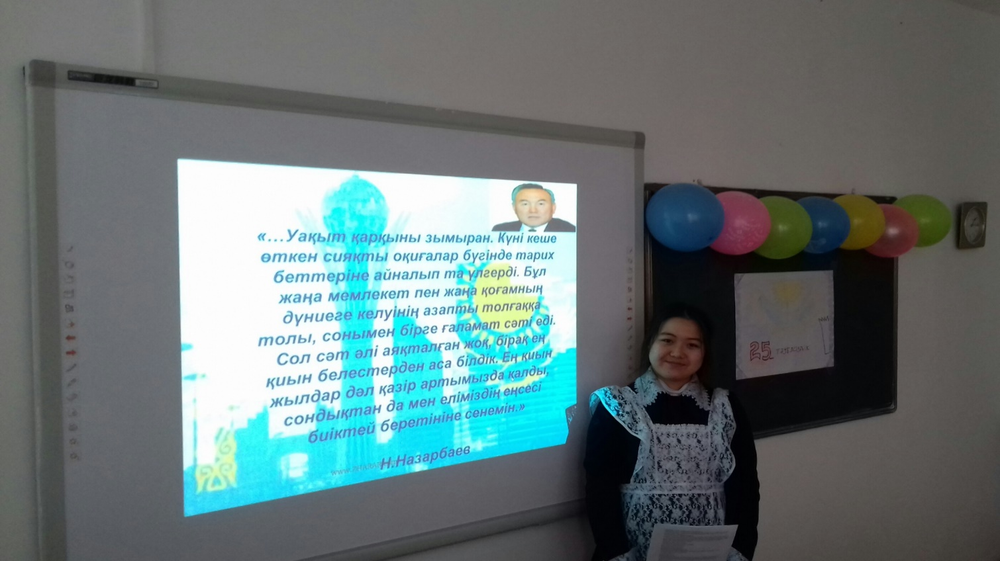 «…Уақыт қарқыны зымыран. Күні кеше
өткен сияқты оқиғалар бүгінде тарих
беттеріне айналып та үлгерді. Бұл
жаңа мемлекет пен жаңа қоғамның
дүниеге келуінің азапты толғаққа
толы, сонымен бірге ғаламат сәті еді.
Сол сәт әлі аяқталған жоқ, бірақ ең
қиын белестерден аса білдік. Ең қиын
жылдар дәл қазір артымызда қалды,
сондықтан да мен еліміздің еңсесі
биіктей беретініне сенемін.»
Н.Назарбаев
25